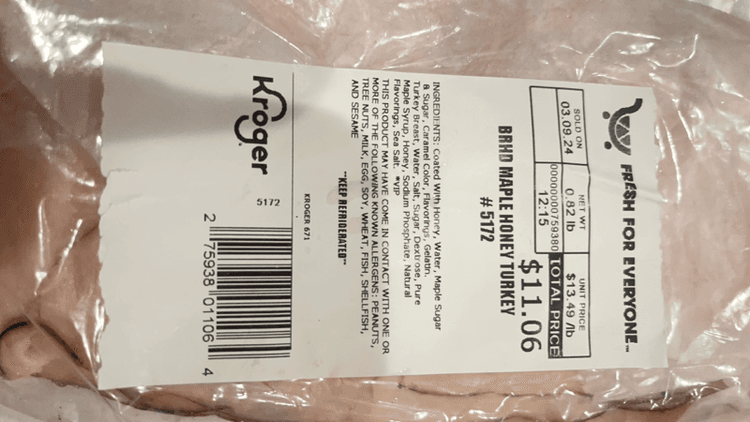 FRESH FOR EVERYONE™
SOLD ON
NET WT
UNIT PRICE
03.09.24
0.82 lb
$13.49 /lb
0000000075938
12:15
TOTAL PRICE
$11.06
BRHD MAPLE HONEY TURKEY
#5172
INGREDIENTS: Coated With Honey, Water, Maple Sugar
& Sugar, Caramel Color, Flavorings, Gelatin.
Turkey Breast, Water, Salt, Sugar, Dextrose, Pure
Maple Syrup, Honey, Sodium Phosphate, Natural
Flavorings, Sea Salt. *VIP
THIS PRODUCT MAY HAVE COME IN CONTACT WITH ONE OR
MORE OF THE FOLLOWING KNOWN ALLERGENS: PEANUTS,
TREE NUTS, MILK, EGG, SOY, WHEAT, FISH, SHELLFISH,
AND SESAME
**KEEP REFRIGERATED**
KROGER 671
Kroger
5172
2 75938 01106 4